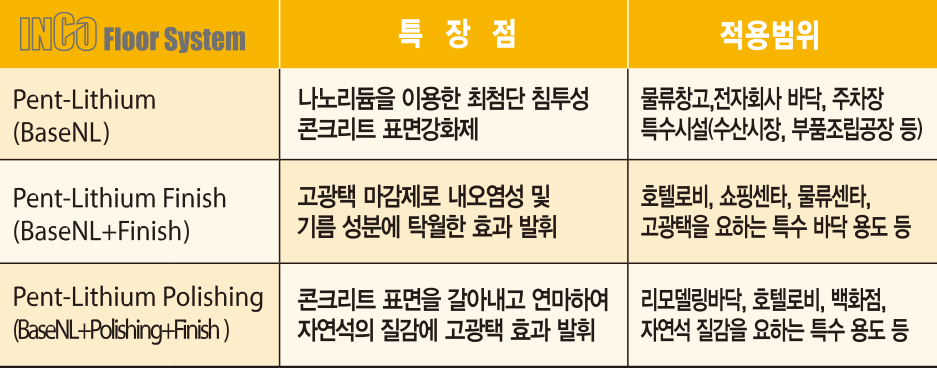 INCO Floor System
특 장 점
적용범위
Pent-Lithium
(BaseNL)
나노리튬을 이용한 최첨단 침투성
콘크리트 표면강화제
물류창고,전자회사 바닥, 주차장
특수시설(수산시장, 부품조립공장 등)
Pent-Lithium Finish
(BaseNL+Finish)
고광택 마감제로 내오염성 및
기름 성분에 탁월한 효과 발휘
호텔로비, 쇼핑센타, 물류센타,
고광택을 요하는 특수 바닥 용도 등
Pent-Lithium Polishing
(BaseNL+Polishing+Finish )
콘크리트 표면을 갈아내고 연마하여
자연석의 질감에 고광택 효과 발휘
리모델링바닥, 호텔로비, 백화점,
자연석 질감을 요하는 특수 용도 등